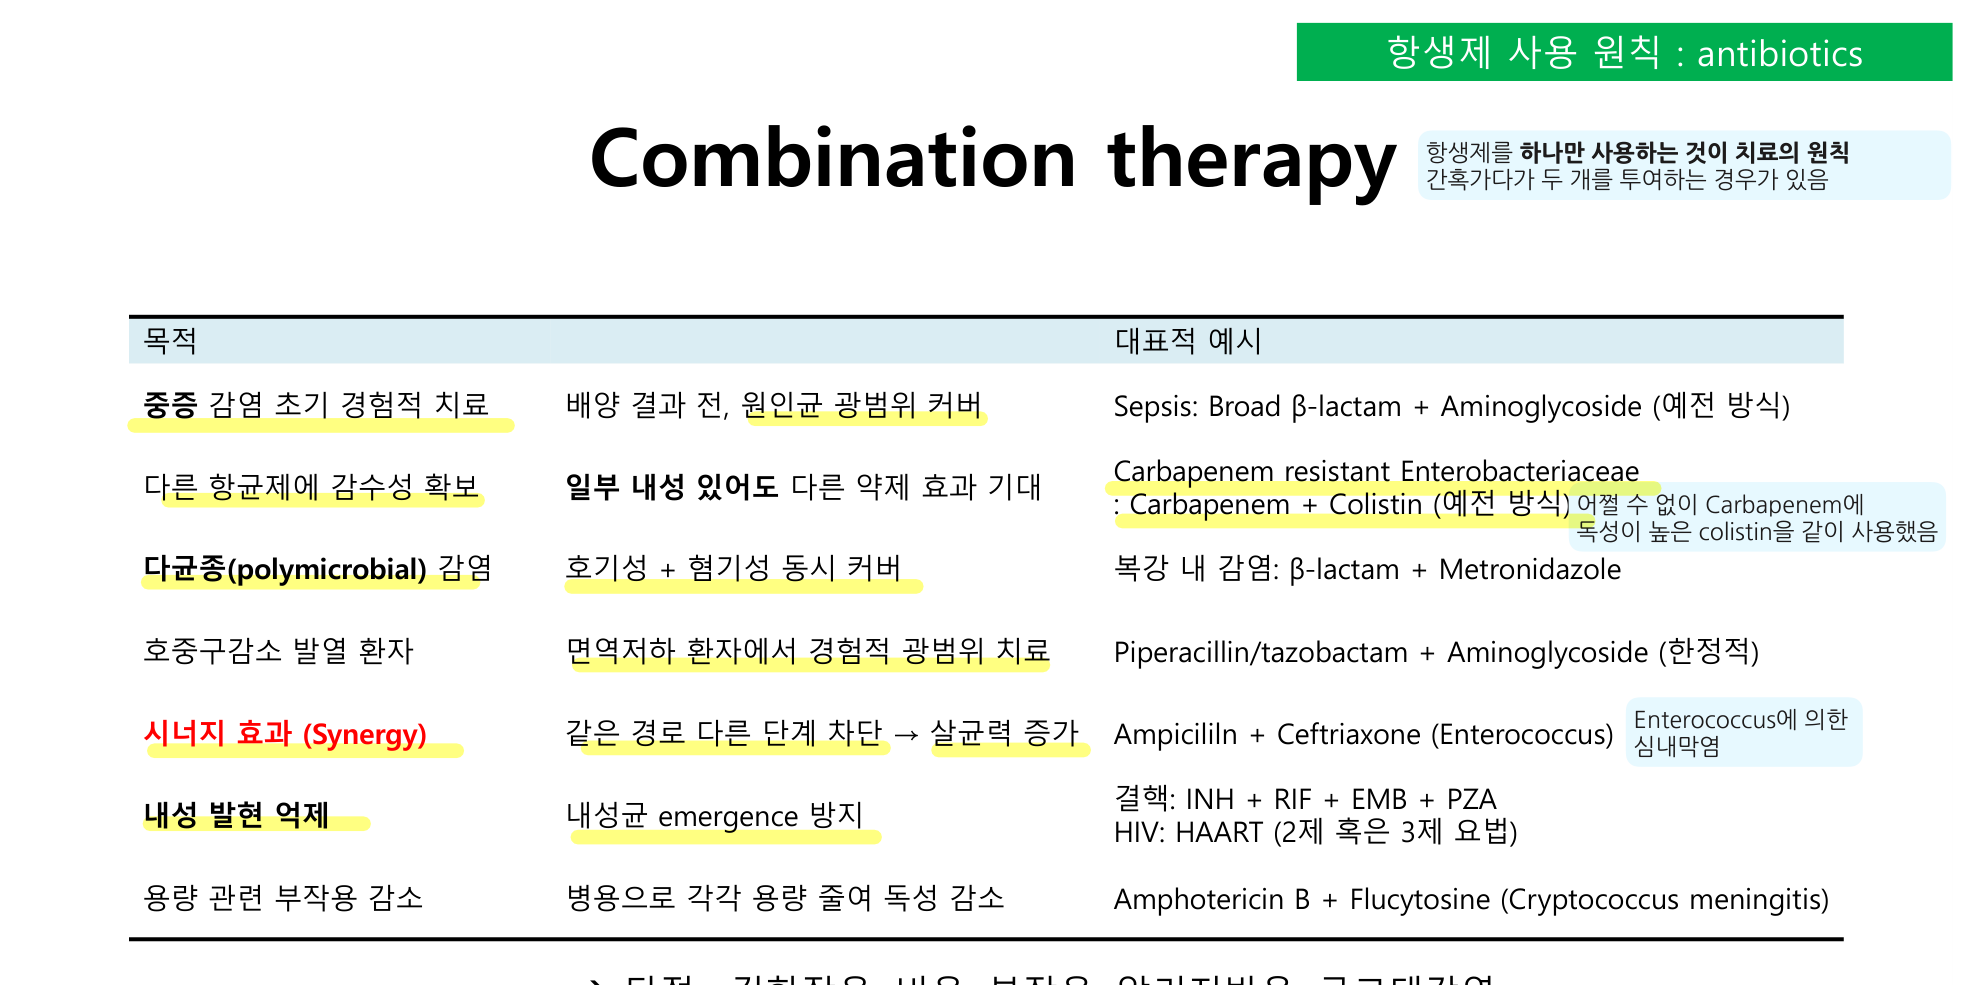 항생제 사용 원칙 : antibiotics
Combination therapy
항생제를 하나만 사용하는 것이 치료의 원칙
간혹가다가 두 개를 투여하는 경우가 있음
목적 대표적 예시
중증 감염 초기 경험적 치료 배양 결과 전, 원인균 광범위 커버 Sepsis: Broad β-lactam + Aminoglycoside (예전 방식)
다른 항균제에 감수성 확보 일부 내성 있어도 다른 약제 효과 기대 Carbapenem resistant Enterobacteriaceae
: Carbapenem + Colistin (예전 방식)
어쩔 수 없이 Carbapenem에
독성이 높은 colistin을 같이 사용했음
다균종(polymicrobial) 감염 호기성 + 혐기성 동시 커버 복강 내 감염: β-lactam + Metronidazole
호중구감소 발열 환자 면역저하 환자에서 경험적 광범위 치료 Piperacillin/tazobactam + Aminoglycoside (한정적)
시너지 효과 (Synergy) 같은 경로 다른 단계 차단 → 살균력 증가 Ampicililn + Ceftriaxone (Enterococcus)
Enterococcus에 의한
심내막염
내성 발현 억제 내성균 emergence 방지 결핵: INH + RIF + EMB + PZA
HIV: HAART (2제 혹은 3제 요법)
용량 관련 부작용 감소 병용으로 각각 용량 줄여 독성 감소 Amphotericin B + Flucytosine (Cryptococcus meningitis)